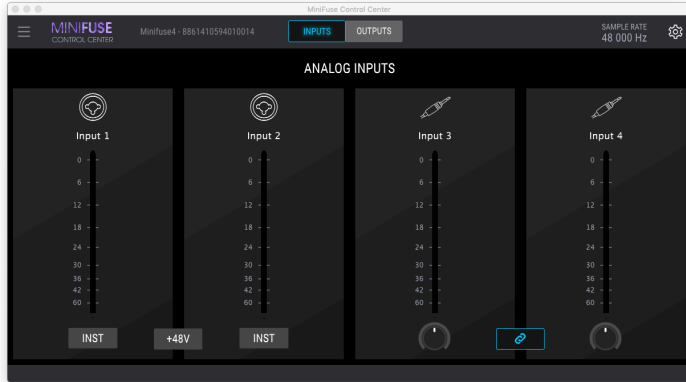 MiniFuse Control Center
MINIFUSE
CONTROL CENTER
Minifuse4 - 8861410594010014
INPUTS
OUTPUTS
SAMPLE RATE
48 000 Hz
ANALOG INPUTS
Input 1
0
6
12
18
24
30
36
42
60
INST
+48V
Input 2
0
6
12
18
24
30
36
42
60
INST
Input 3
0
6
12
18
24
30
36
42
60
Input 4
0
6
12
18
24
30
36
42
60